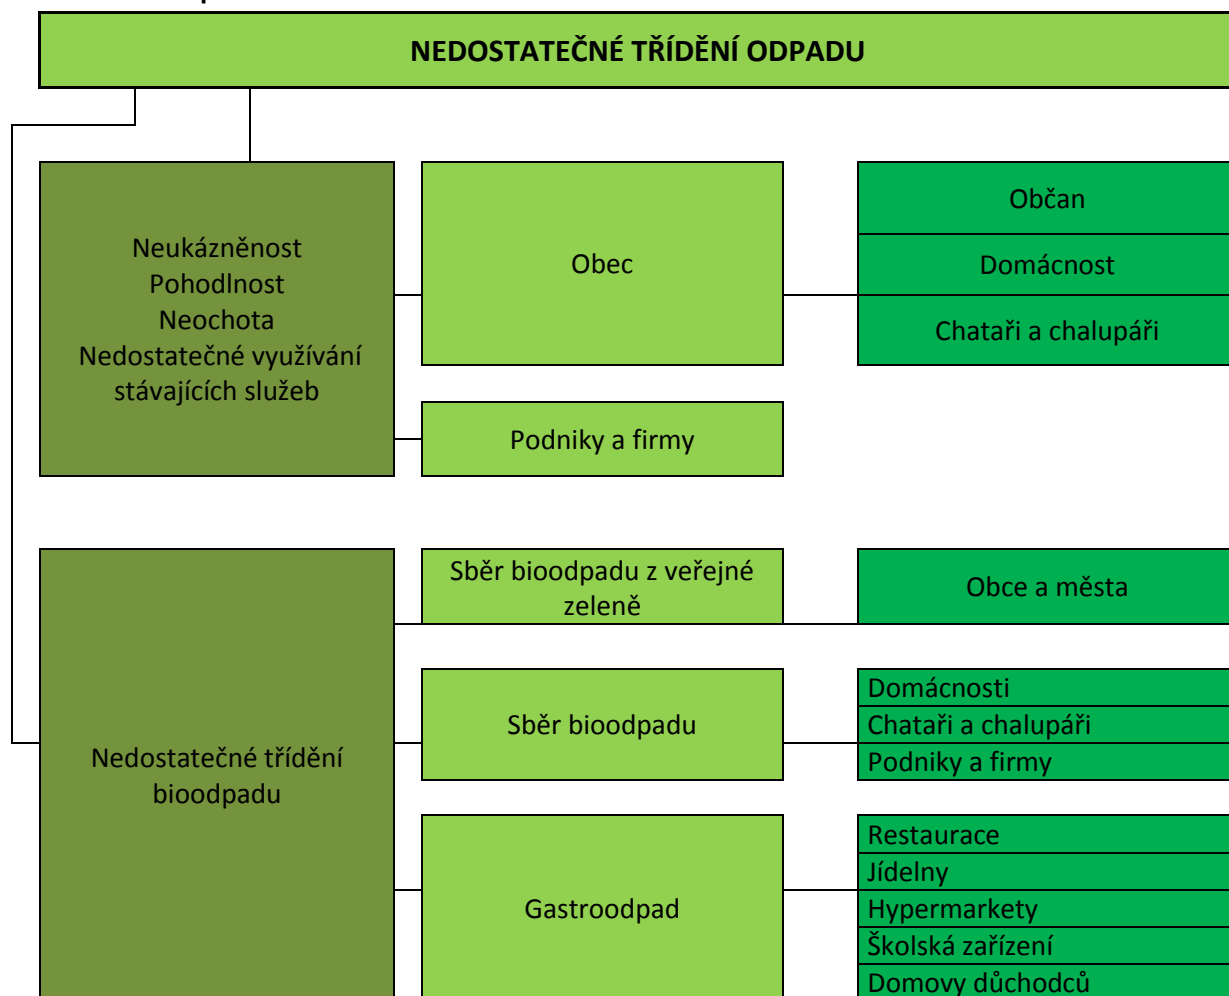 NEDOSTATEČNÉ TŘÍDĚNÍ ODPADU
Neukázněnost
Pohodlnost
Neochota
Nedostatečné využívání
stávajících služeb
Obec
Občan
Domácnost
Chataři a chalupáři
Podniky a firmy
Nedostatečné třídění
bioodpadu
Sběr bioodpadu z veřejné
zeleně
Obce a města
Sběr bioodpadu
Domácnosti
Chataři a chalupáři
Podniky a firmy
Gastroodpad
Restaurace
Jídelny
Hypermarkety
Školská zařízení
Domovy důchodců